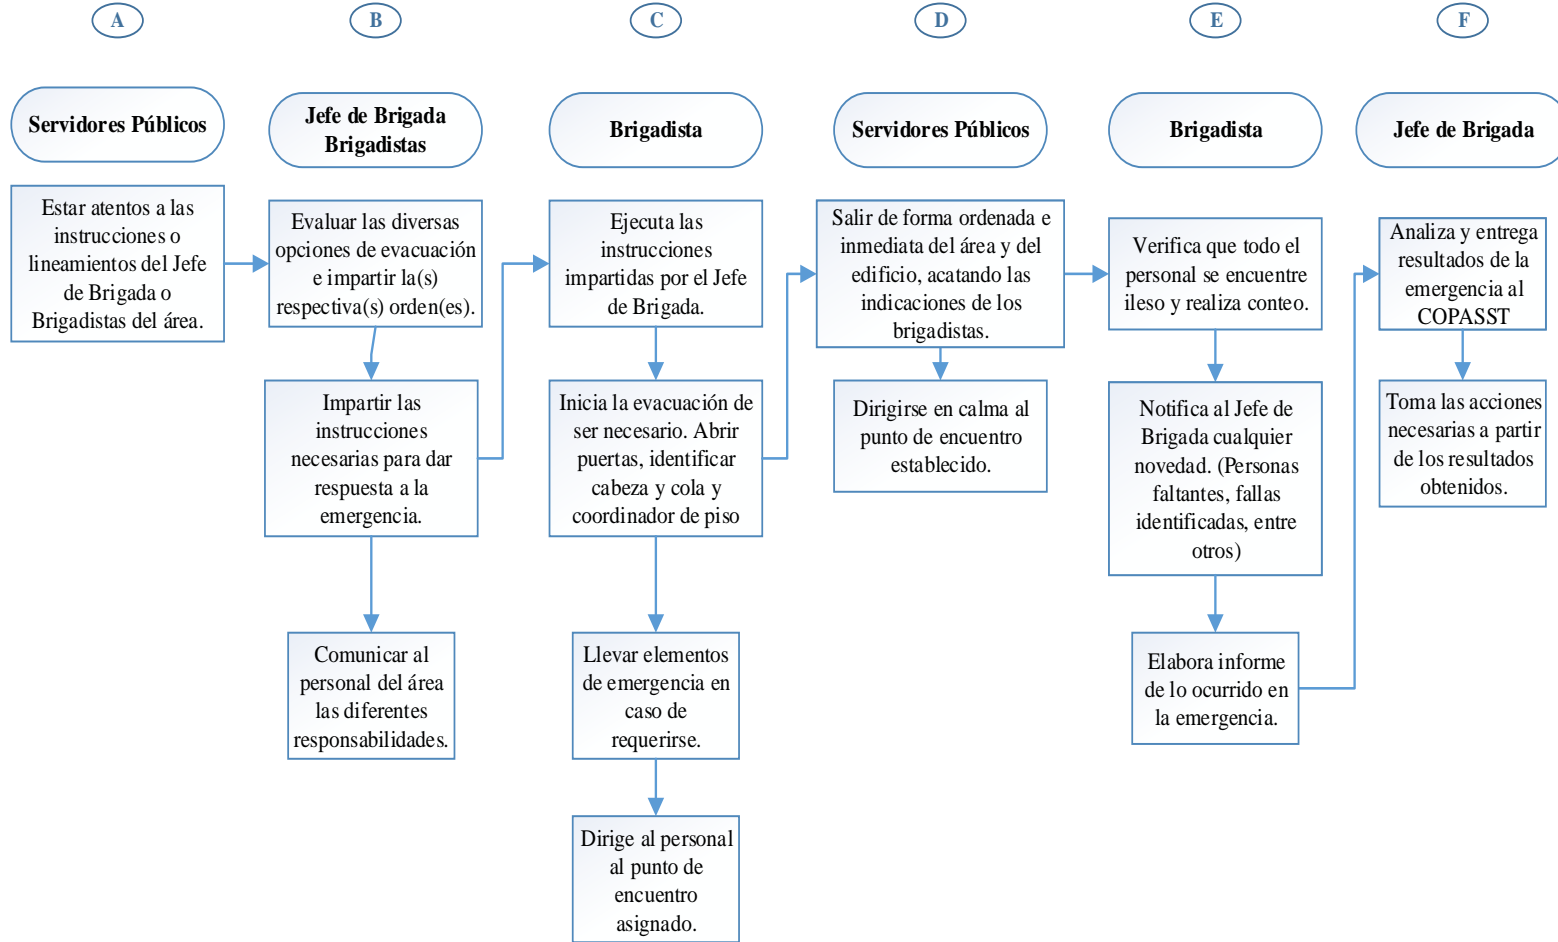 A
B
C
D
E
F
Servidores Públicos
Jefe de Brigada
Brigadistas
Brigadista
Servidores Públicos
Brigadista
Jefe de Brigada
Estar atentos a las
instrucciones o
lineamientos del Jefe
de Brigada o
Brigadistas del área.
Evaluar las diversas
opciones de evacuación
e impartir la(s)
respectiva(s) orden(es).
Impartir las
instrucciones
necesarias para dar
respuesta a la
emergencia.
Comunicar al
personal del área
las diferentes
responsabilidades.
Ejecuta las
instrucciones
impartidas por el Jefe
de Brigada.
Inicia la evacuación de
ser necesario. Abrir
puertas, identificar
cabeza y cola y
coordinador de piso
Llevar elementos
de emergencia en
caso de
requerirse.
Dirige al personal
al punto de
encuentro
asignado.
Salir de forma ordenada e
inmediata del área y del
edificio, acatando las
indicaciones de los
brigadistas.
Dirigirse en calma al
punto de encuentro
establecido.
Verifica que todo el
personal se encuentre
ileso y realiza conteo.
Notifica al Jefe de
Brigada cualquier
novedad. (Personas
faltantes, fallas
identificadas, entre
otros)
Elabora informe
de lo ocurrido en
la emergencia.
Analiza y entrega
resultados de la
emergencia al
COPASST
Toma las acciones
necesarias a partir
de los resultados
obtenidos.